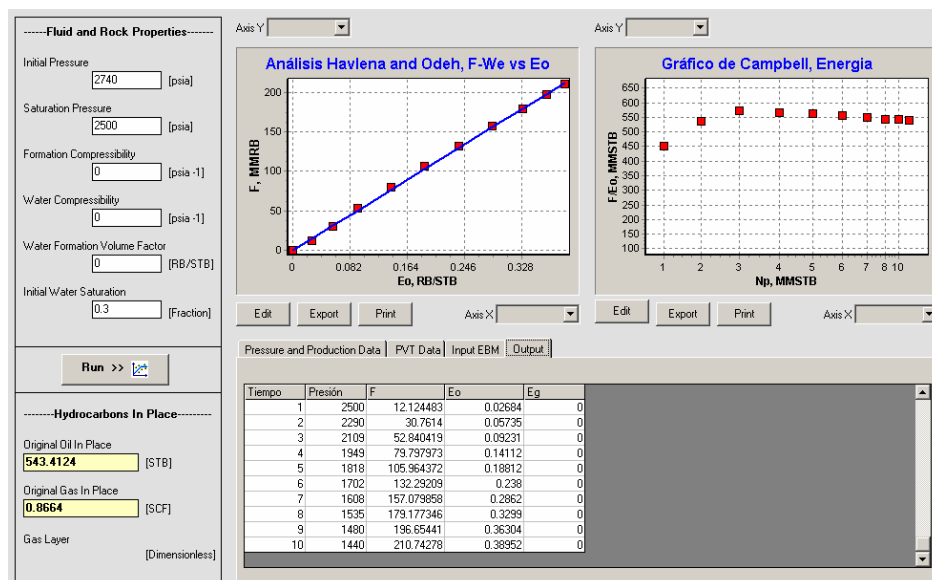 ------Fluid and Rock Properties-------
Initial Pressure
2740 [psia]
Saturation Pressure
2500 [psia]
Formation Compressibility
0 [psia -1]
Water Compressibility
0 [psia -1]
Water Formation Volume Factor
0 [RB/STB]
Initial Water Saturation
0.3 [Fraction]
Run >>
-------Hydrocarbons In Place---------
Original Oil In Place
543.4124 [STB]
Original Gas In Place
0.8664 [SCF]
Gas Layer
[Dimensionless]
Axis Y
Análisis Havlena and Odeh, F-We vs Eo
F, MMRB
200
150
100
50
0
0 0.082 0.164 0.246 0.328
Eo, RB/STB
Edit Export Print Axis X
Axis Y
Gráfico de Campbell, Energia
F/Eo, MMSTB
650
600
550
500
450
400
350
300
250
200
150
100
1 2 3 4 5 6 7 8 10
Np, MMSTB
Edit Export Print Axis X
Pressure and Production Data PVT Data Input EBM Output
Tiempo Presión F Eo Eg
1 2500 12.124483 0.02684 0
2 2290 30.7614 0.05735 0
3 2109 52.840419 0.09231 0
4 1949 79.797973 0.14112 0
5 1818 105.964372 0.18812 0
6 1702 132.29209 0.238 0
7 1608 157.079858 0.2862 0
8 1535 179.177346 0.3299 0
9 1480 196.65441 0.36304 0
10 1440 210.74278 0.38952 0